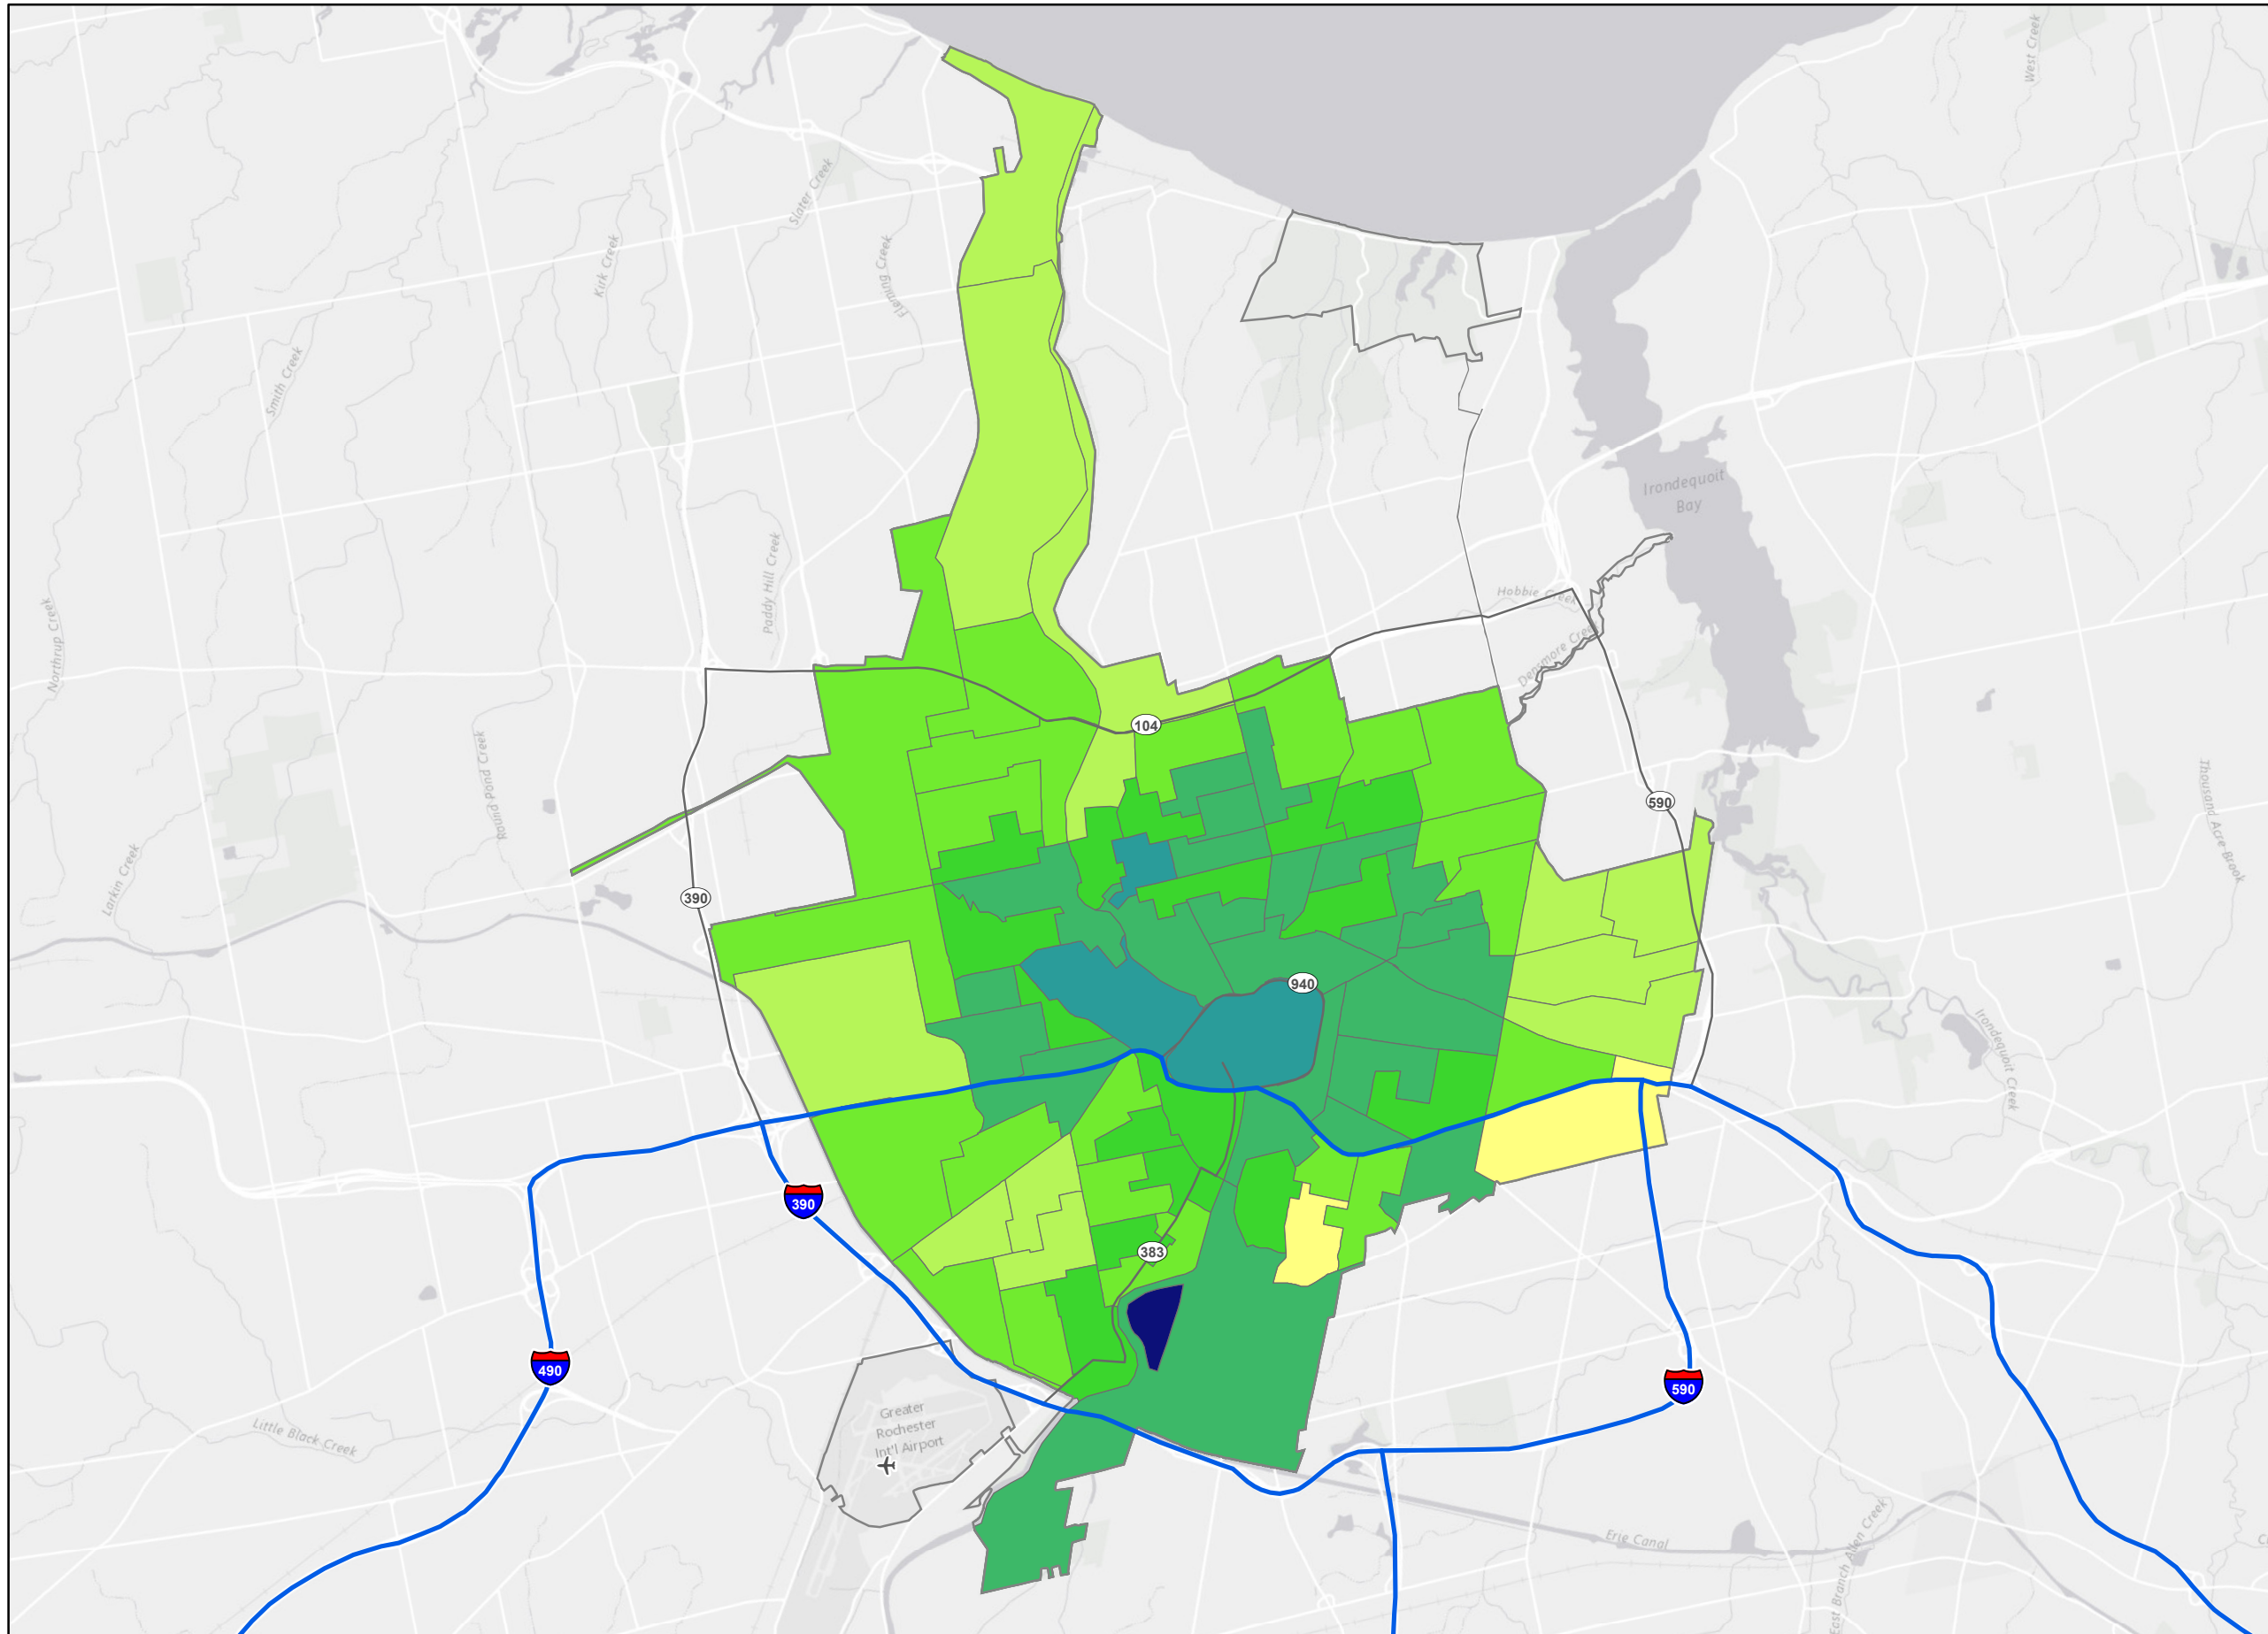 West Creek
Slater Creek
Kirk Creek
Fleming Creek
Smith Creek
Irondequoit
Bay
Paddy Hill Creek
Hobbie Creek
Northrup Creek
Densmore Creek
104
Round Pond Creek
590
Thousand Acre Brook
Larkin Creek
390
940
Irondequoit Creek
390
383
490
590
Greater
Rochester
Int'l Airport
Little Black Creek
Erie Canal
East Branch Allen Creek